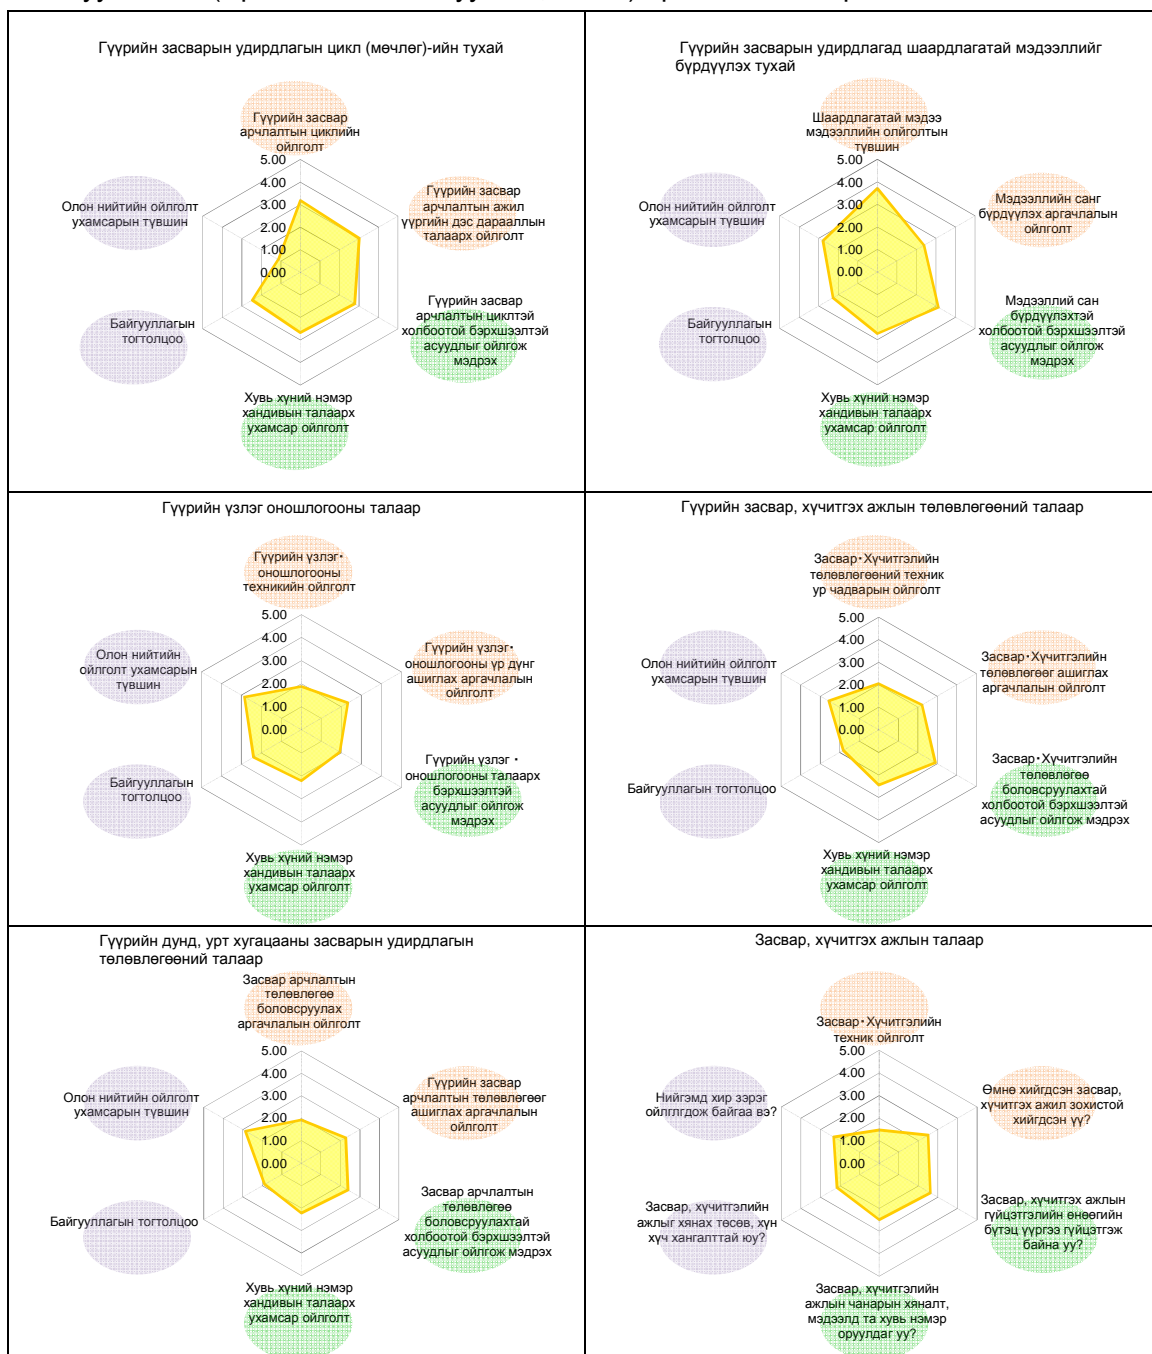 Гүүрийн засварын удирдлагын цикл (мөчлөг)-ийн тухай
Гүүрийн засвар
арчлалтын циклийн
ойлголт
5.00
4.00
3.00
2.00
1.00
0.00
Гүүрийн засвар
арчлалтын ажил
үүргийн дэс дарааллын
талаарх ойлголт
Гүүрийн засвар
арчлалтын циклтэй
холбоотой бэрхшээлтэй
асуудлыг ойлгож
мэдрэх
Хувь хүний нэмэр
хандивын талаарх
ухамсар ойлголт
Байгууллагын
тогтолцоо
Олон нийтийн ойлголт
ухамсарын түвшин
Гүүрийн засварын удирдлагад шаардлагатай мэдээллийг
бүрдүүлэх тухай
Шаардлагатай мэдээ
мэдээллийн олйголтын
түвшин
5.00
4.00
3.00
2.00
1.00
0.00
Мэдээллийн санг
бүрдүүлэх аргачлалын
ойлголт
Мэдээллий сан
бүрдүүлэхтэй
холбоотой бэрхшээлтэй
асуудлыг ойлгож
мэдрэх
Хувь хүний нэмэр
хандивын талаарх
ухамсар ойлголт
Байгууллагын
тогтолцоо
Олон нийтийн ойлголт
ухамсарын түвшин
Гүүрийн үзлэг оношлогооны талаар
Гүүрийн үзлэг・
оношлогооны
техникийн ойлголт
5.00
4.00
3.00
2.00
1.00
0.00
Гүүрийн үзлэг・
оношлогооны үр дүнг
ашиглах аргачлалын
ойлголт
Гүүрийн үзлэг・
оношлогооны талаарх
бэрхшээлтэй
асуудлыг ойлгож
мэдрэх
Хувь хүний нэмэр
хандивын талаарх
ухамсар ойлголт
Байгууллагын
тогтолцоо
Олон нийтийн
ойлголт ухамсарын
түвшин
Гүүрийн засвар, хүчитгэх ажлын төлөвлөгөөний талаар
Засвар・Хүчитгэлийн
төлөвлөгөөний техник
ур чадварын ойлголт
5.00
4.00
3.00
2.00
1.00
0.00
Засвар・Хүчитгэлийн
төлөвлөгөөг ашиглах
аргачлалын ойлголт
Засвар・Хүчитгэлийн
төлөвлөгөө
боловсруулахтай
холбоотой бэрхшээлтэй
асуудлыг ойлгож мэдрэх
Хувь хүний нэмэр
хандивын талаарх
ухамсар ойлголт
Байгууллагын тогтолцоо
Олон нийтийн ойлголт
ухамсарын түвшин
Гүүрийн дунд, урт хугацааны засварын удирдлагын
төлөвлөгөөний талаар
Засвар арчлалтын
төлөвлөгөө
боловсруулах
аргачлалын ойлголт
5.00
4.00
3.00
2.00
1.00
0.00
Гүүрийн засвар
арчлалтын төлөвлөгөөг
ашиглах аргачлалын
ойлголт
Засвар арчлалтын
төлөвлөгөө
боловсруулахтай
холбоотой бэрхшээлтэй
асуудлыг ойлгож мэдрэх
Хувь хүний нэмэр
хандивын талаарх
ухамсар ойлголт
Байгууллагын тогтолцоо
Олон нийтийн ойлголт
ухамсарын түвшин
Засвар, хүчитгэх ажлын талаар
Засвар・Хүчитгэлийн
техник ойлголт
5.00
4.00
3.00
2.00
1.00
0.00
Өмнө хийгдсэн засвар,
хүчитгэх ажил зохистой
хийгдсэн үү?
Засвар, хүчитгэх ажлын
гүйцэтгэлийн өнөөгийн
бүтэц үүргээ гүйцэтгэж
байна уу?
Засвар, хүчитгэлийн
ажлын чанарын хяналт,
мэдээлд та хувь нэмэр
оруулдаг уу?
Засвар, хүчитгэлийн
ажлыг хянах төсөв, хүн
хүч хангалттай юу?
Нийгэмд хир зэрэг
ойлглгдож байгаа вэ?